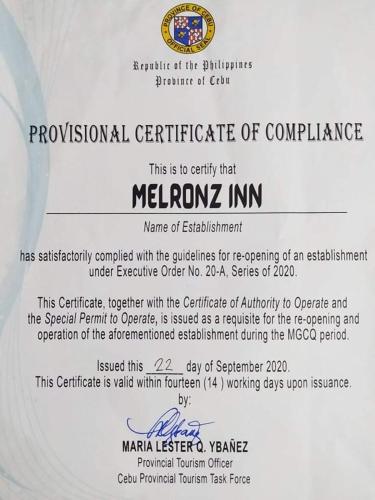 PROVINCE OF CEBU
OFFICIAL SEAL
Republic of the Philippines
Province of Cebu
PROVISIONAL CERTIFICATE OF COMPLIANCE
This is to certify that
MELRONZ INN
Name of Establishment
has satisfactorily complied with the guidelines for re-opening of an establishment
under Executive Order No. 20-A, Series of 2020.
This Certificate, together with the Certificate of Authority to Operate and
the Special Permit to Operate, is issued as a requisite for the re-opening and
operation of the aforementioned establishment during the MGCQ period.
Issued this 22 day of September 2020.
This Certificate is valid within fourteen (14 ) working days upon issuance.
by:
MARIA LESTER Q. YBAÑEZ
Provincial Tourism Officer
Cebu Provincial Tourism Task Force